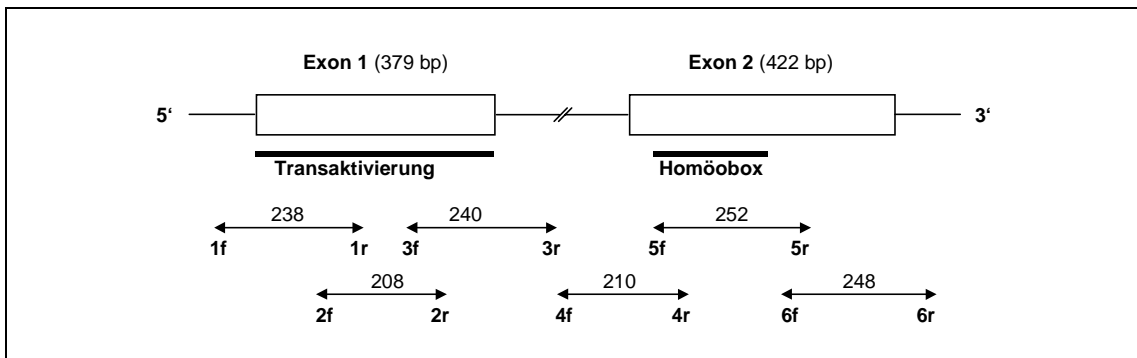 Exon 1 (379 bp) Exon 2 (422 bp)
5‘ 3‘
Transaktivierung Homöobox
238 240 252
1f 1r 3f 3r 5f 5r
208 210 248
2f 2r 4f 4r 6f 6r